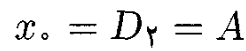 x₀ = D₂ = A